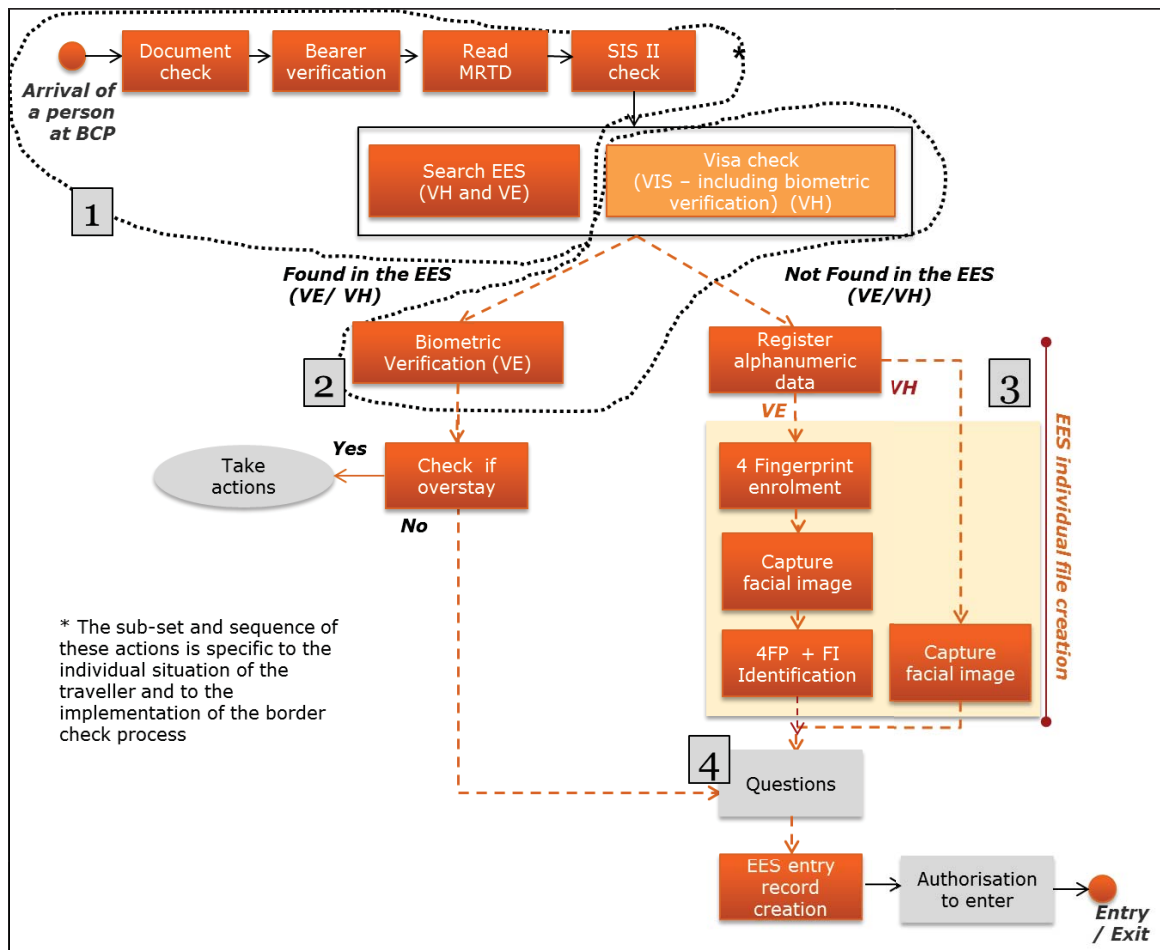 Document
check
Bearer
verification
Read
MRTD
SIS II
check
*
Arrival of
a person
at BCP
Search EES
(VH and VE)
Visa check
(VIS – including biometric
verification) (VH)
1
Found in the EES
(VE/ VH)
Not Found in the EES
(VE/VH)
Biometric
Verification (VE)
2
Register
alphanumeric
data
VH
3
VE
Yes
Take
actions
Check if
overstay
No
4 Fingerprint
enrolment
Capture
facial image
4FP + FI
Identification
Capture
facial image
EES individual file creation
* The sub-set and sequence of
these actions is specific to the
individual situation of the
traveller and to the
implementation of the border
check process
4
Questions
EES entry
record
creation
Authorisation
to enter
Entry
/ Exit